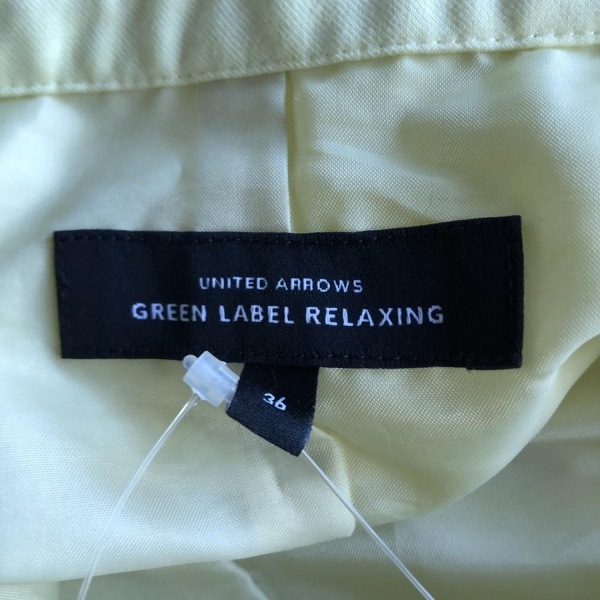 UNITED ARROWS
GREEN LABEL RELAXING
36